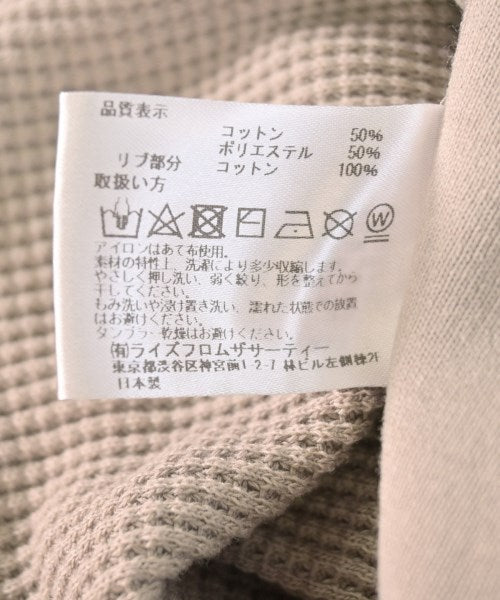 品質表示
コットン 50%
ポリエステル 50%
リブ部分 コットン 100%
取扱い方
W
アイロンはあて布使用。
素材の特性上、洗濯により多少収縮します。
やさしく押し洗い、弱く絞り、形を整えてから
干してください。
もみ洗いや浸け置き洗い、濡れた状態での放置
はお避けください。
タンブラー乾燥はお避けください。
(有)ライズフロムザサーティー
東京都渋谷区神宮前1-2-7 林ビル左側棟2F
日本製